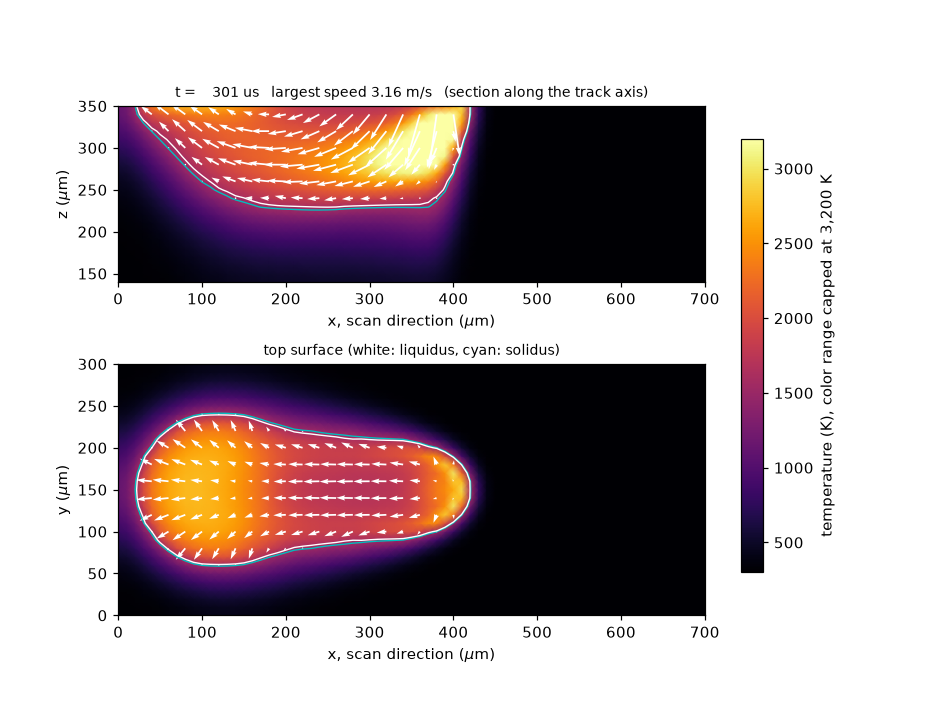 t =    301 us   largest speed 3.16 m/s   (section along the track axis)
350
300
250
200
150
z (μm)
0 100 200 300 400 500 600 700
x, scan direction (μm)
top surface (white: liquidus, cyan: solidus)
300
250
200
150
100
50
0
y (μm)
0 100 200 300 400 500 600 700
x, scan direction (μm)
3000
2500
2000
1500
1000
500
temperature (K), color range capped at 3,200 K